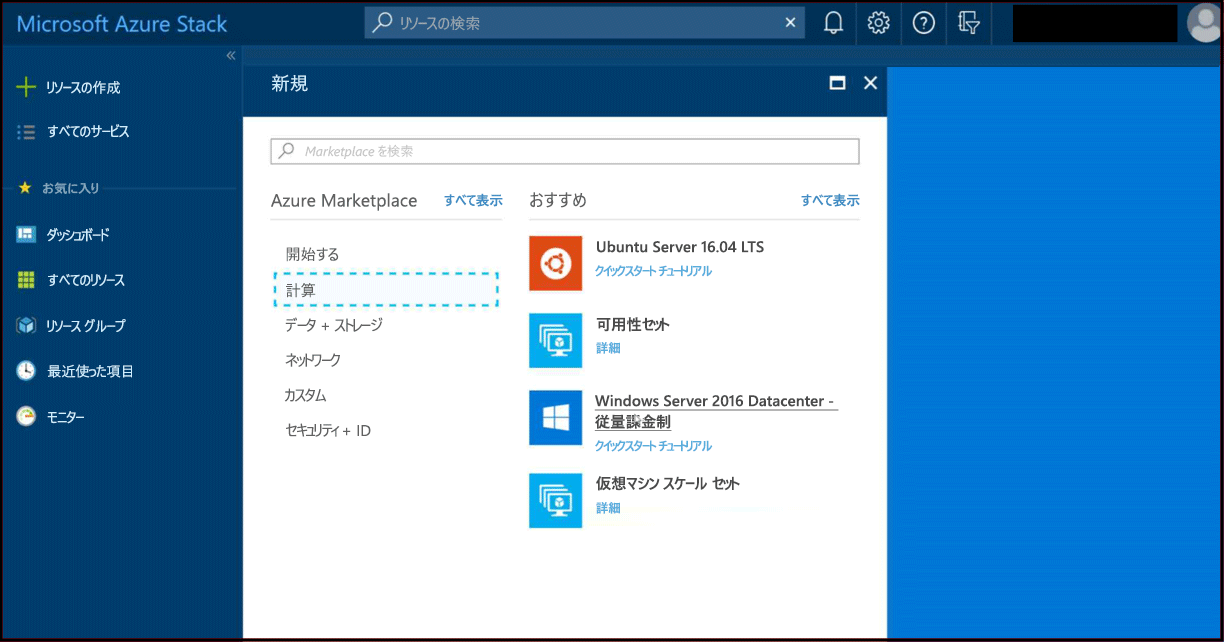 Microsoft Azure Stack
リソースの検索
リソースの作成
すべてのサービス
お気に入り
ダッシュボード
すべてのリソース
リソース グループ
最近使った項目
モニター
新規
Marketplace を検索
Azure Marketplace すべて表示
開始する
計算
データ + ストレージ
ネットワーク
カスタム
セキュリティ + ID
おすすめ すべて表示
Ubuntu Server 16.04 LTS
クイックスタート チュートリアル
可用性セット
詳細
Windows Server 2016 Datacenter -
従量課金制
クイックスタート チュートリアル
仮想マシン スケール セット
詳細